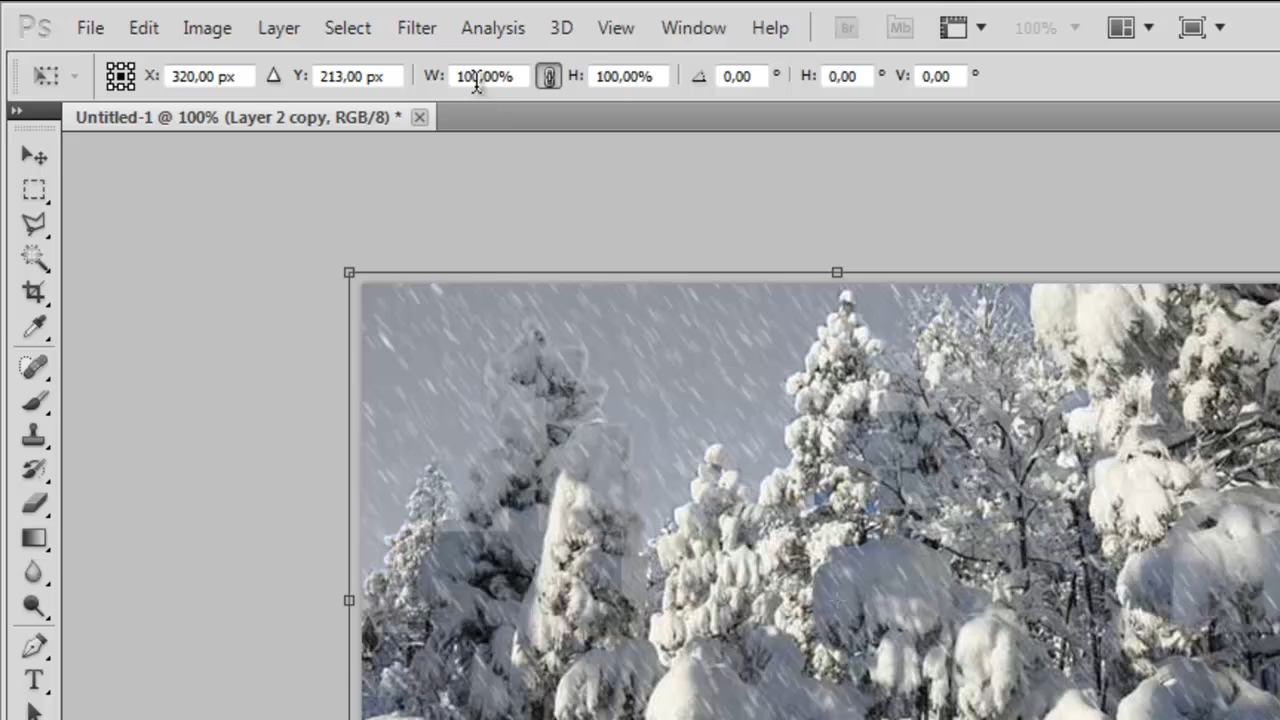 Ps File Edit Image Layer Select Filter Analysis 3D View Window Help Br Mb 100%
X: 320,00 px Y: 213,00 px W: 100,00% H: 100,00% 0,00 ° H: 0,00 ° V: 0,00 °
Untitled-1 @ 100% (Layer 2 copy, RGB/8) *
T